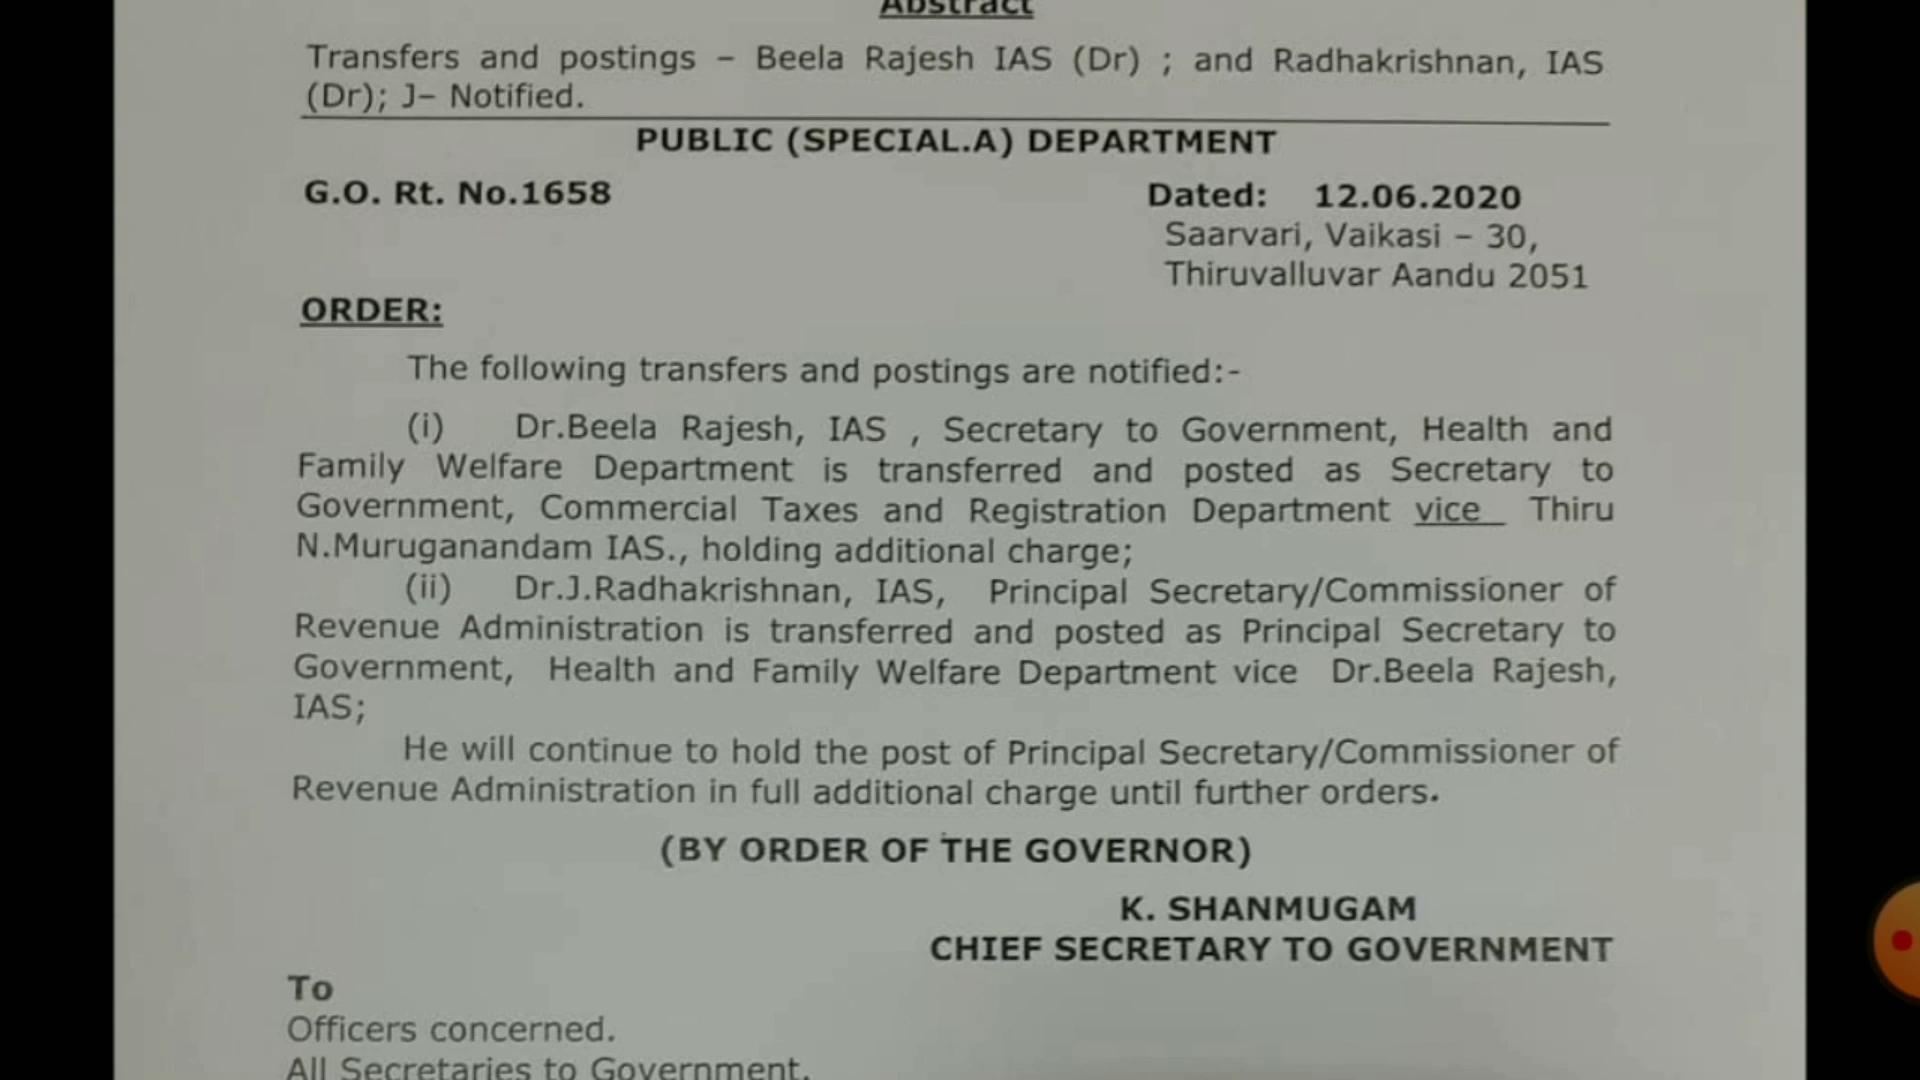 Abstract
Transfers and postings – Beela Rajesh IAS (Dr) ; and Radhakrishnan, IAS
(Dr); J– Notified.
PUBLIC (SPECIAL.A) DEPARTMENT
G.O. Rt. No.1658
Dated: 12.06.2020
Saarvari, Vaikasi – 30,
Thiruvalluvar Aandu 2051
ORDER:
The following transfers and postings are notified:-
(i) Dr.Beela Rajesh, IAS , Secretary to Government, Health and
Family Welfare Department is transferred and posted as Secretary to
Government, Commercial Taxes and Registration Department vice Thiru
N.Muruganandam IAS., holding additional charge;
(ii) Dr.J.Radhakrishnan, IAS, Principal Secretary/Commissioner of
Revenue Administration is transferred and posted as Principal Secretary to
Government, Health and Family Welfare Department vice Dr.Beela Rajesh,
IAS;
He will continue to hold the post of Principal Secretary/Commissioner of
Revenue Administration in full additional charge until further orders.
(BY ORDER OF THE GOVERNOR)
K. SHANMUGAM
CHIEF SECRETARY TO GOVERNMENT
To
Officers concerned.
All Secretaries to Government.